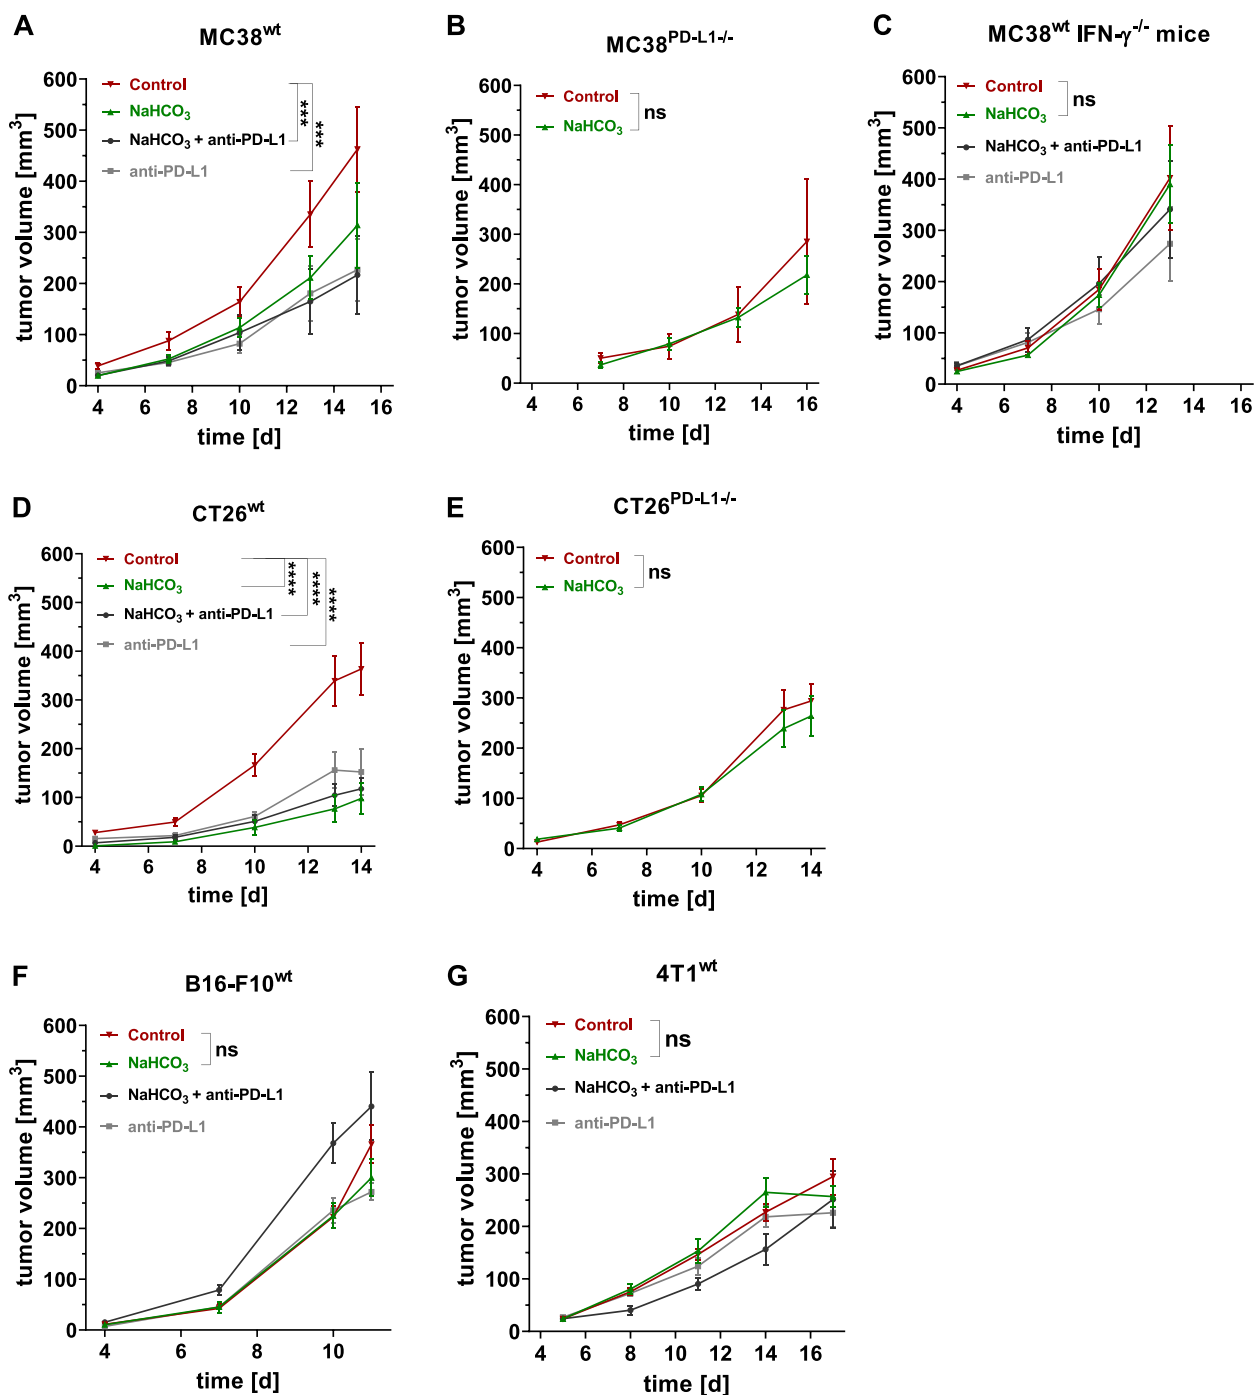 A
MC38wt
tumor volume [mm3]
600
500
400
300
200
100
0
Control
NaHCO3
NaHCO3 + anti-PD-L1
anti-PD-L1
***
***
4 6 8 10 12 14 16
time [d]
B
MC38PD-L1-/-
tumor volume [mm3]
600
500
400
300
200
100
0
Control
NaHCO3
ns
4 6 8 10 12 14 16
time [d]
C
MC38wt IFN-γ-/- mice
tumor volume [mm3]
600
500
400
300
200
100
0
Control
NaHCO3
NaHCO3 + anti-PD-L1
anti-PD-L1
ns
4 6 8 10 12 14 16
time [d]
D
CT26wt
tumor volume [mm3]
600
500
400
300
200
100
0
Control
NaHCO3
NaHCO3 + anti-PD-L1
anti-PD-L1
****
****
****
4 6 8 10 12 14
time [d]
E
CT26PD-L1-/-
tumor volume [mm3]
600
500
400
300
200
100
0
Control
NaHCO3
ns
4 6 8 10 12 14
time [d]
F
B16-F10wt
tumor volume [mm3]
600
500
400
300
200
100
0
Control
NaHCO3
NaHCO3 + anti-PD-L1
anti-PD-L1
ns
4 6 8 10
time [d]
G
4T1wt
tumor volume [mm3]
600
500
400
300
200
100
0
Control
NaHCO3
NaHCO3 + anti-PD-L1
anti-PD-L1
ns
4 6 8 10 12 14 16
time [d]